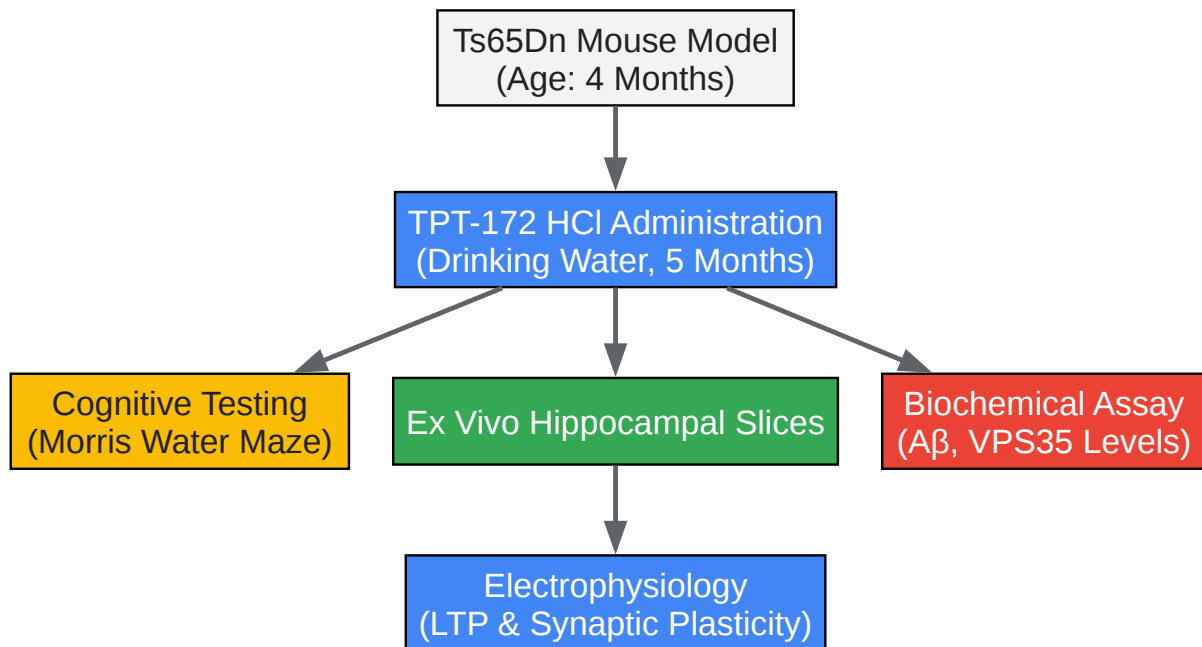 Ts65Dn Mouse Model
(Age: 4 Months)
TPT-172 HCl Administration
(Drinking Water, 5 Months)
Cognitive Testing
(Morris Water Maze)
Ex Vivo Hippocampal Slices
Biochemical Assay
(Aβ, VPS35 Levels)
Electrophysiology
(LTP & Synaptic Plasticity)